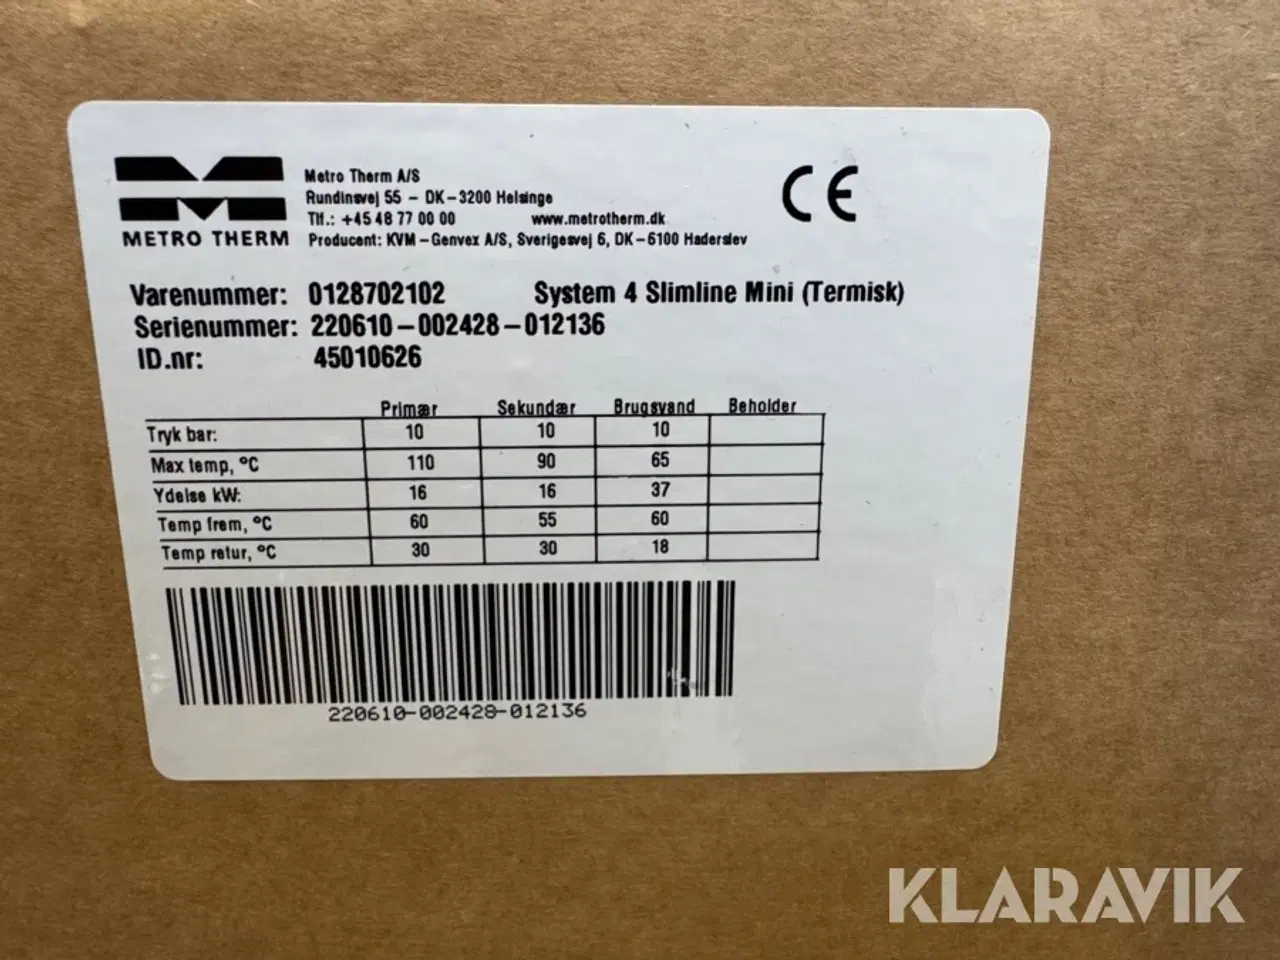 METRO THERM
Metro Therm A/S
Rundinsvej 55 - DK-3200 Helsinge
Tlf.: +45 48 77 00 00 www.metrotherm.dk
Producent: KVM-Genvex A/S, Sverigesvej 6, DK-6100 Haderslev
CE
Varenummer: 0128702102 System 4 Slimline Mini (Termisk)
Serienummer: 220610-002428-012136
ID.nr: 45010626
Primær Sekundær Brugsvand Beholder
Tryk bar: 10 10 10
Max temp, °C 110 90 65
Ydelse kW: 16 16 37
Temp frem, °C 60 55 60
Temp retur, °C 30 30 18
220610-002428-012136
KLARAVIK